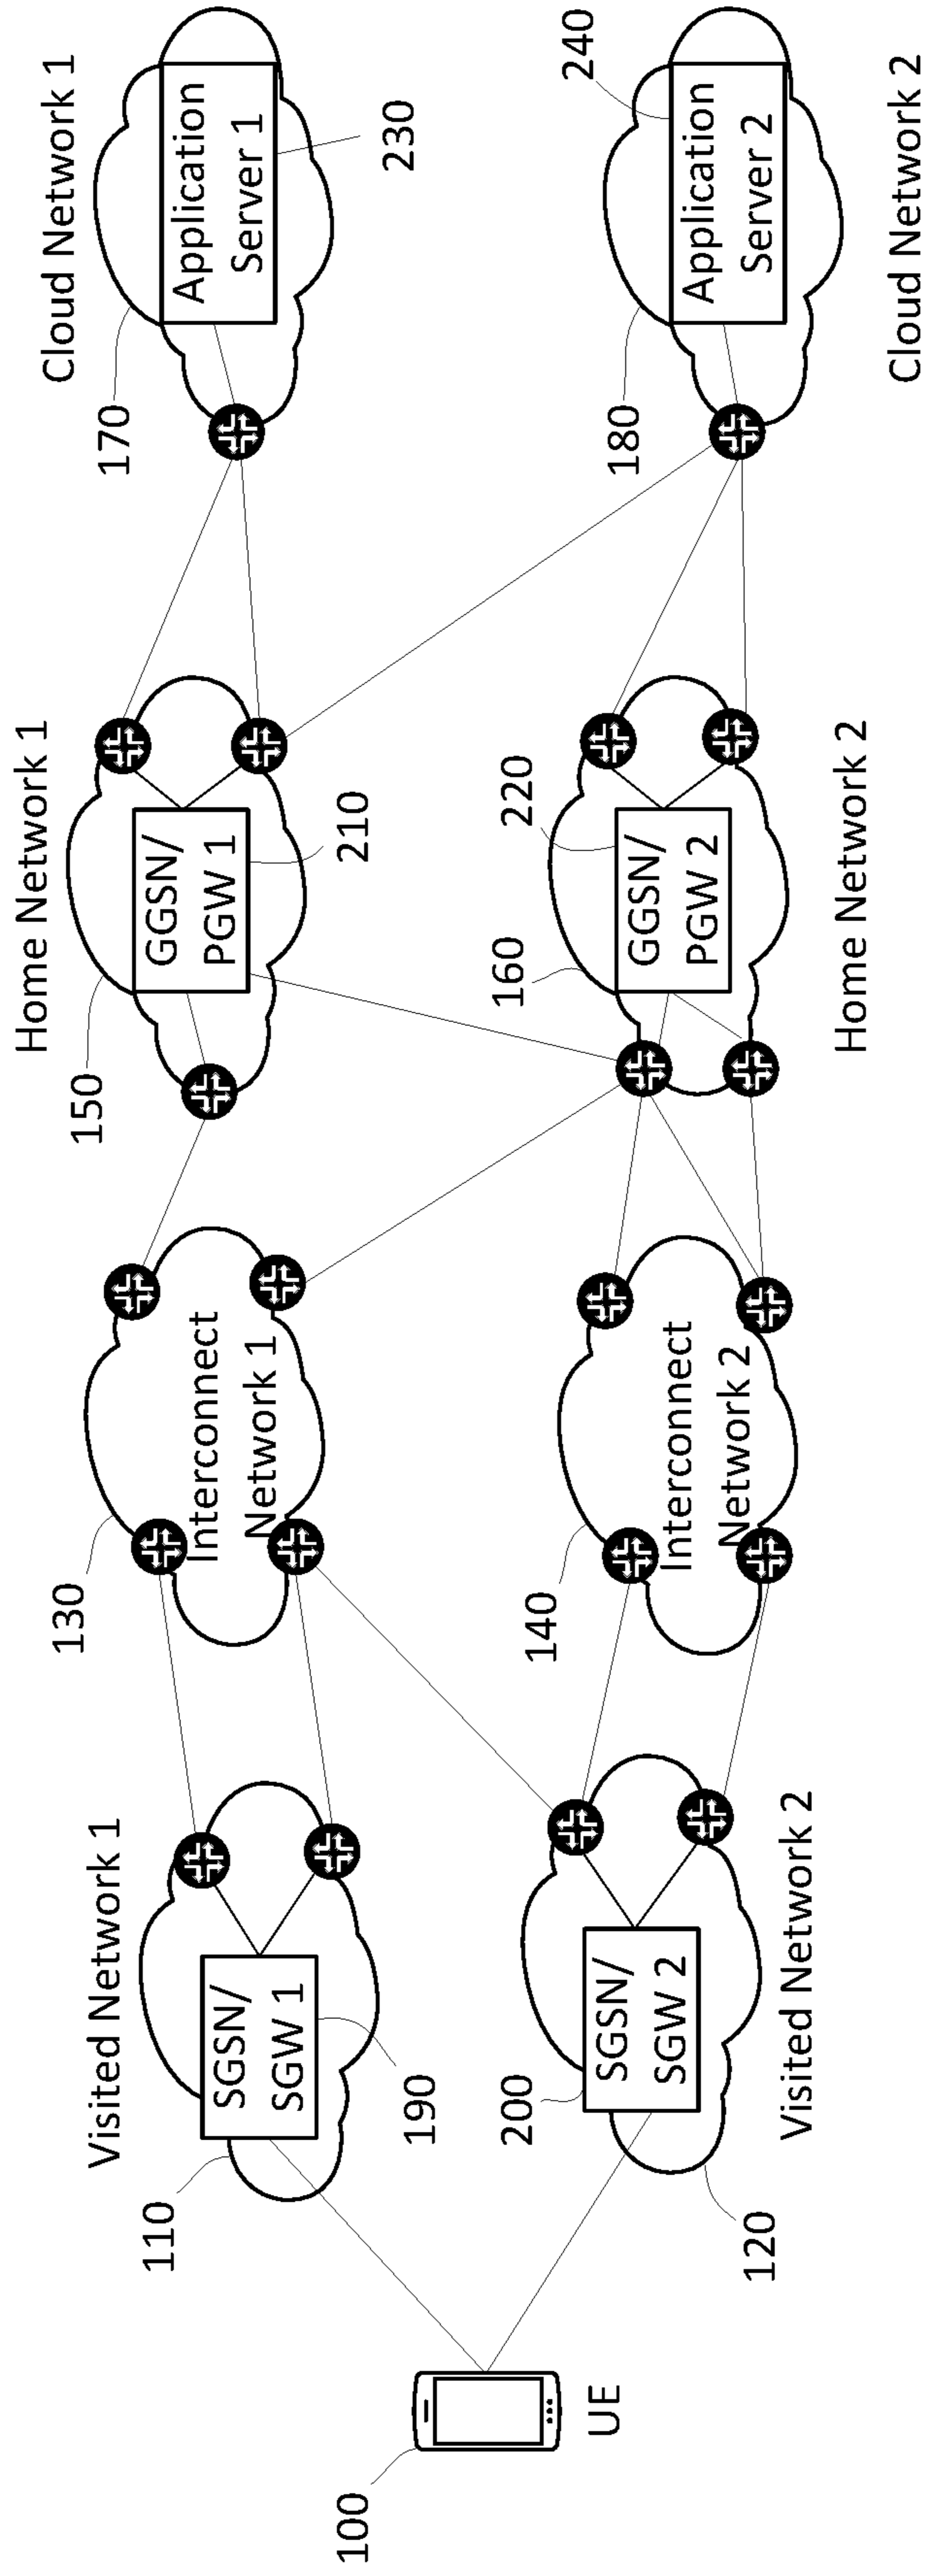 100
UE
Visited Network 1
110
SGSN/
SGW 1
190
200
SGSN/
SGW 2
120
Visited Network 2
130
Interconnect
Network 1
140
Interconnect
Network 2
Home Network 1
150
GGSN/
PGW 1
210
160
220
GGSN/
PGW 2
Home Network 2
Cloud Network 1
170
Application
Server 1
230
180
240
Application
Server 2
Cloud Network 2